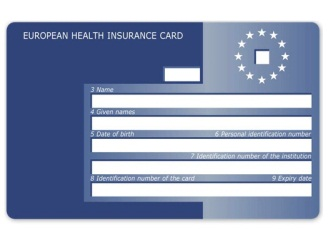 EUROPEAN HEALTH INSURANCE CARD
3 Name
4 Given names
5 Date of birth 6 Personal identification number
7 Identification number of the institution
8 Identification number of the card 9 Expiry date